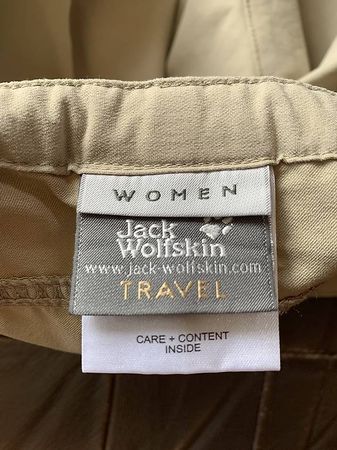 WOMEN
Jack
Wolfskin
www.jack-wolfskin.com
TRAVEL
CARE + CONTENT
INSIDE